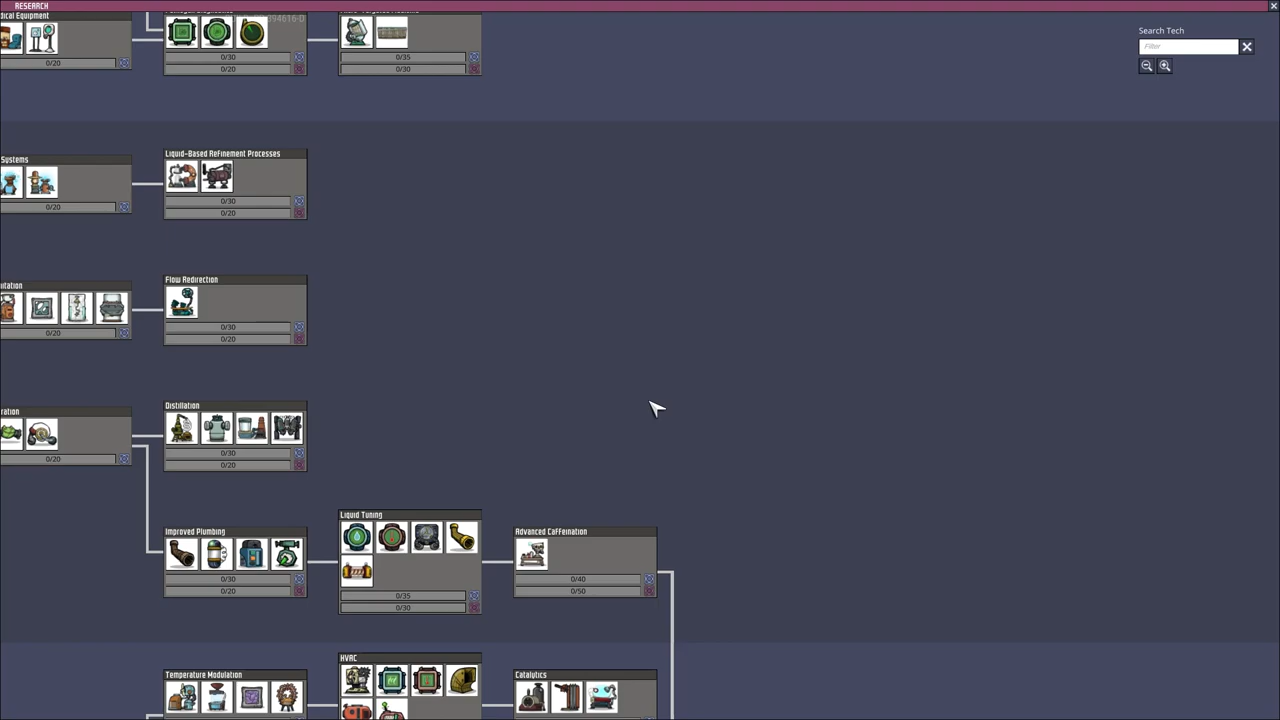 RESEARCH
Search Tech
Filter
dical Equipment
0/20
0/30
0/20
0/35
0/30
Systems
0/20
Liquid-Based Refinement Processes
0/30
0/20
itation
0/20
Flow Redirection
0/30
0/20
ration
0/20
Distillation
0/30
0/20
Improved Plumbing
0/30
0/20
Liquid Tuning
0/35
0/30
Advanced Caffeination
0/40
0/50
Temperature Modulation
HVAC
Catalytics